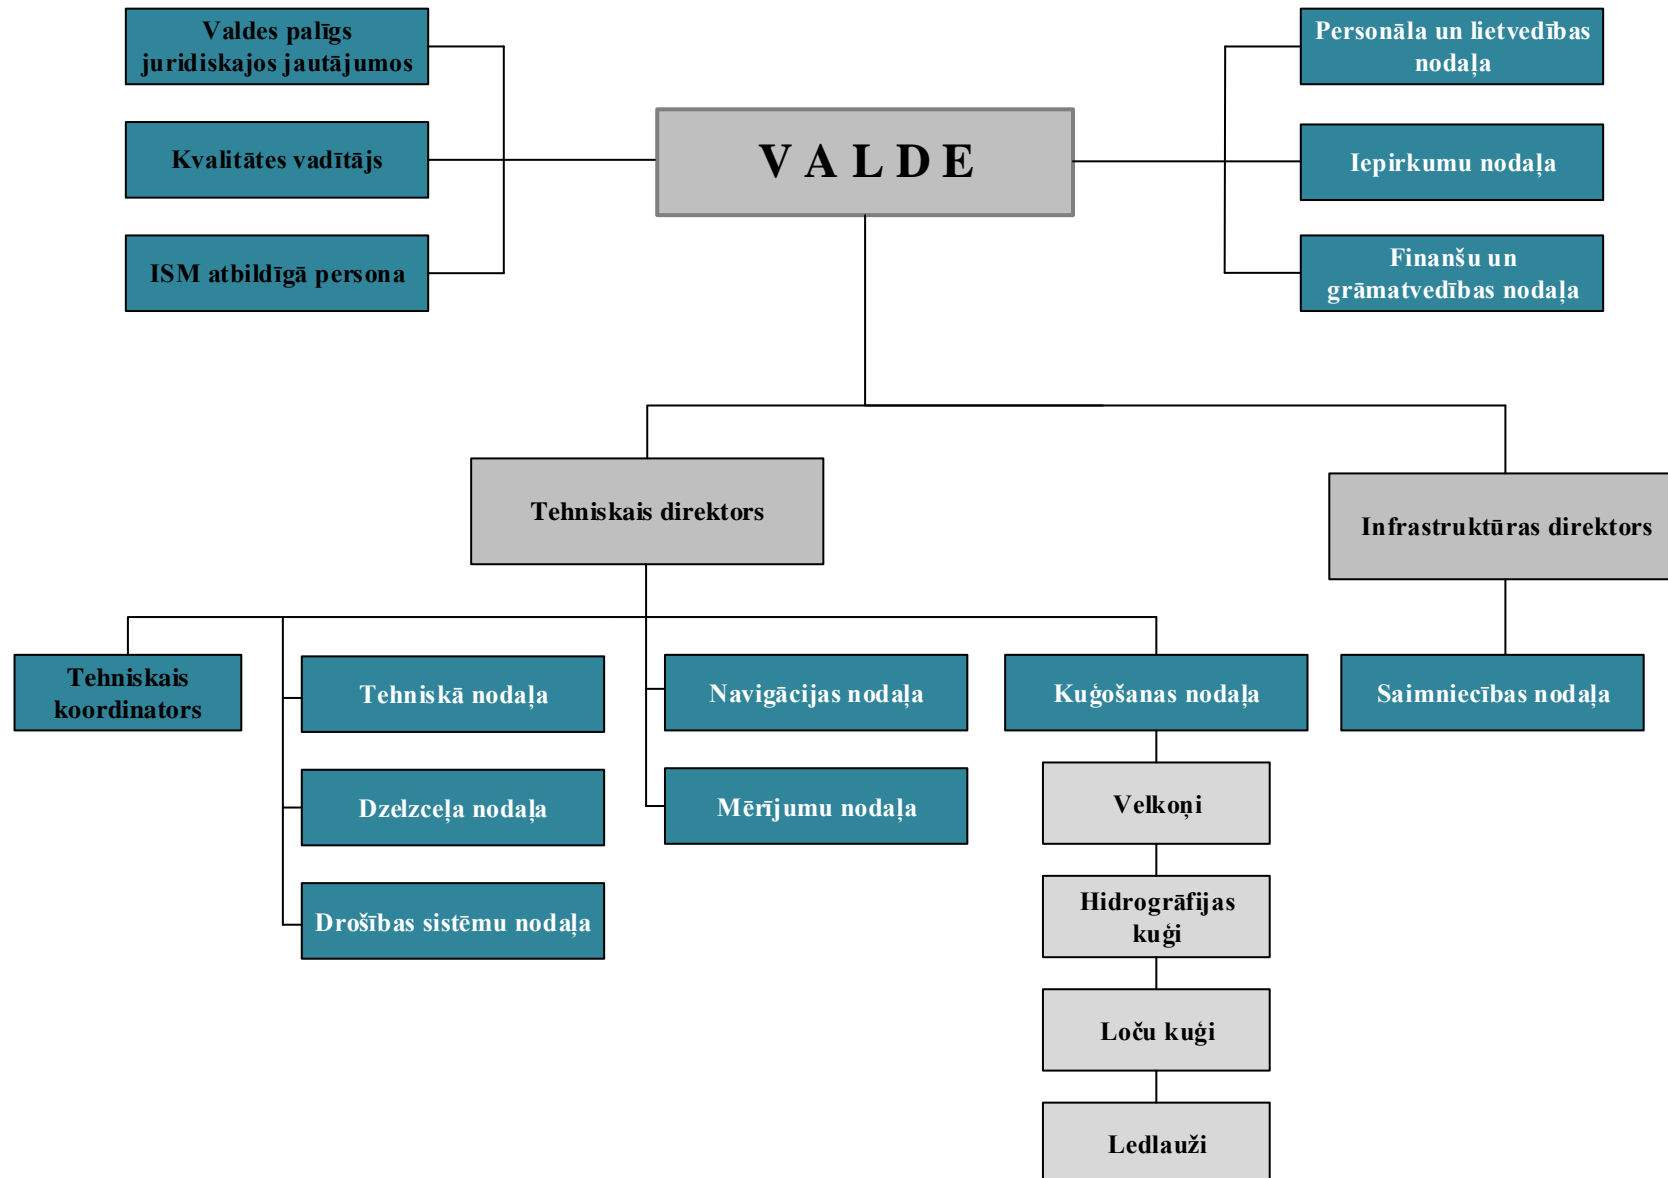 Valdes palīgs
juridiskajos jautājumos
Kvalitātes vadītājs
ISM atbildīgā persona
VALDE
Personāla un lietvedības
nodaļa
Iepirkumu nodaļa
Finanšu un
grāmatvedības nodaļa
Tehniskais direktors
Infrastruktūras direktors
Tehniskais
koordinators
Tehniskā nodaļa
Dzelzceļa nodaļa
Drošības sistēmu nodaļa
Navigācijas nodaļa
Mērījumu nodaļa
Kuģošanas nodaļa
Velkoņi
Hidrogrāfijas
kuģi
Loču kuģi
Ledlauži
Saimniecības nodaļa